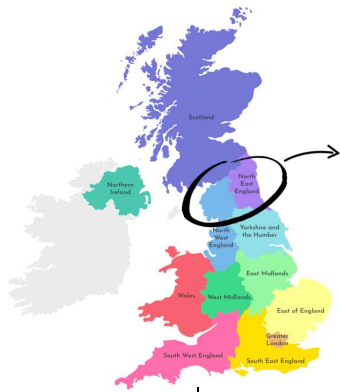 Scotland
Northern
Ireland
North
East
England
North
West
England
Yorkshire and
the Humber
East Midlands
Wales
West Midlands
East of England
Greater
London
South West England
South East England